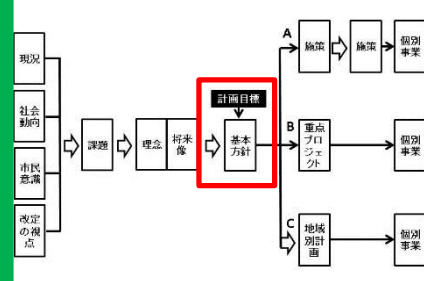 現況
社会
動向
市民
意識
改定
の視
点
課題
理念
将来
像
計画目標
基本
方針
A
施策
施策
個別
事業
B
重点
プロ
ジェ
クト
個別
事業
C
地域
別計
画
個別
事業